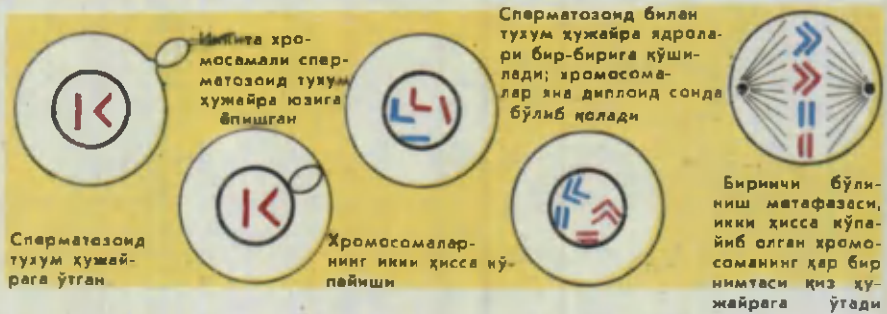 Иккита хро-
мосамали спер-
матозоид тухум
ҳужайра юзига
ёпишган
Сперматозоид
тухум ҳужай-
рага ўтган
Сперматозоид билан
тухум ҳужайра ядрола-
ри бир-бирига қўши-
лади; хромосома-
лар яна диплоид сонда
бўлиб қолади
Хромосомалар-
нинг икки ҳисса кў-
пайиши
Биринчи бўли-
ниш метафазаси,
икки ҳисса кўпа-
йиб олган хромо-
соманинг ҳар бир
нимтаси қиз ҳу-
жайрага ўтади